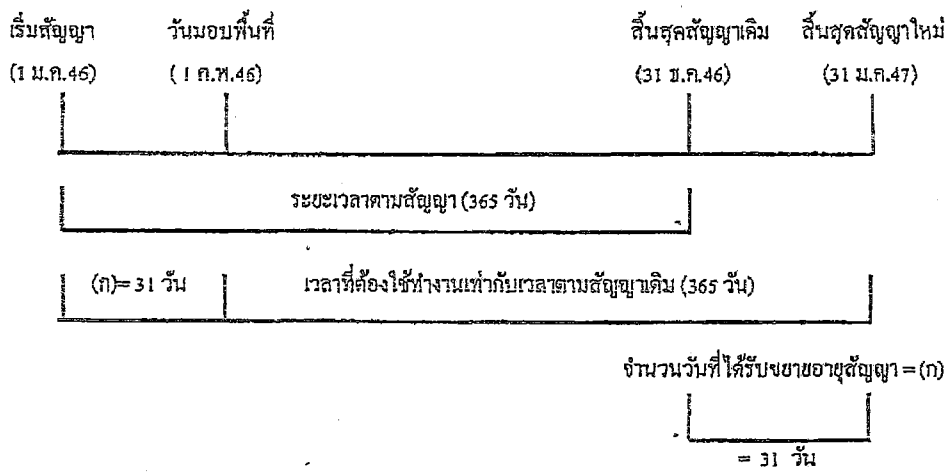 เริ่มสัญญา วันมอบพื้นที่ สิ้นสุดสัญญาเดิม สิ้นสุดสัญญาใหม่
(1 ม.ค.46) (1 ก.พ.46) (31 ธ.ค.46) (31 ม.ค.47)
ระยะเวลาตามสัญญา (365 วัน)
(ก)= 31 วัน เวลาที่ต้องใช้ทำงานเท่ากับเวลาตามสัญญาเดิม (365 วัน)
จำนวนวันที่ได้รับขยายอายุสัญญา = (ก)
= 31 วัน